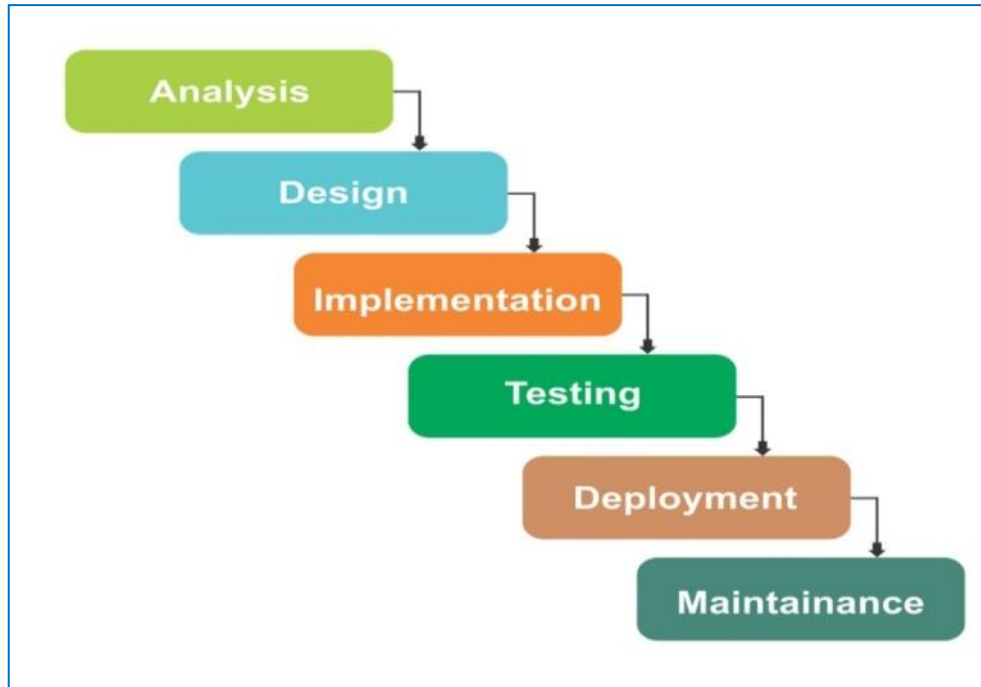 Analysis
Design
Implementation
Testing
Deployment
Maintainance